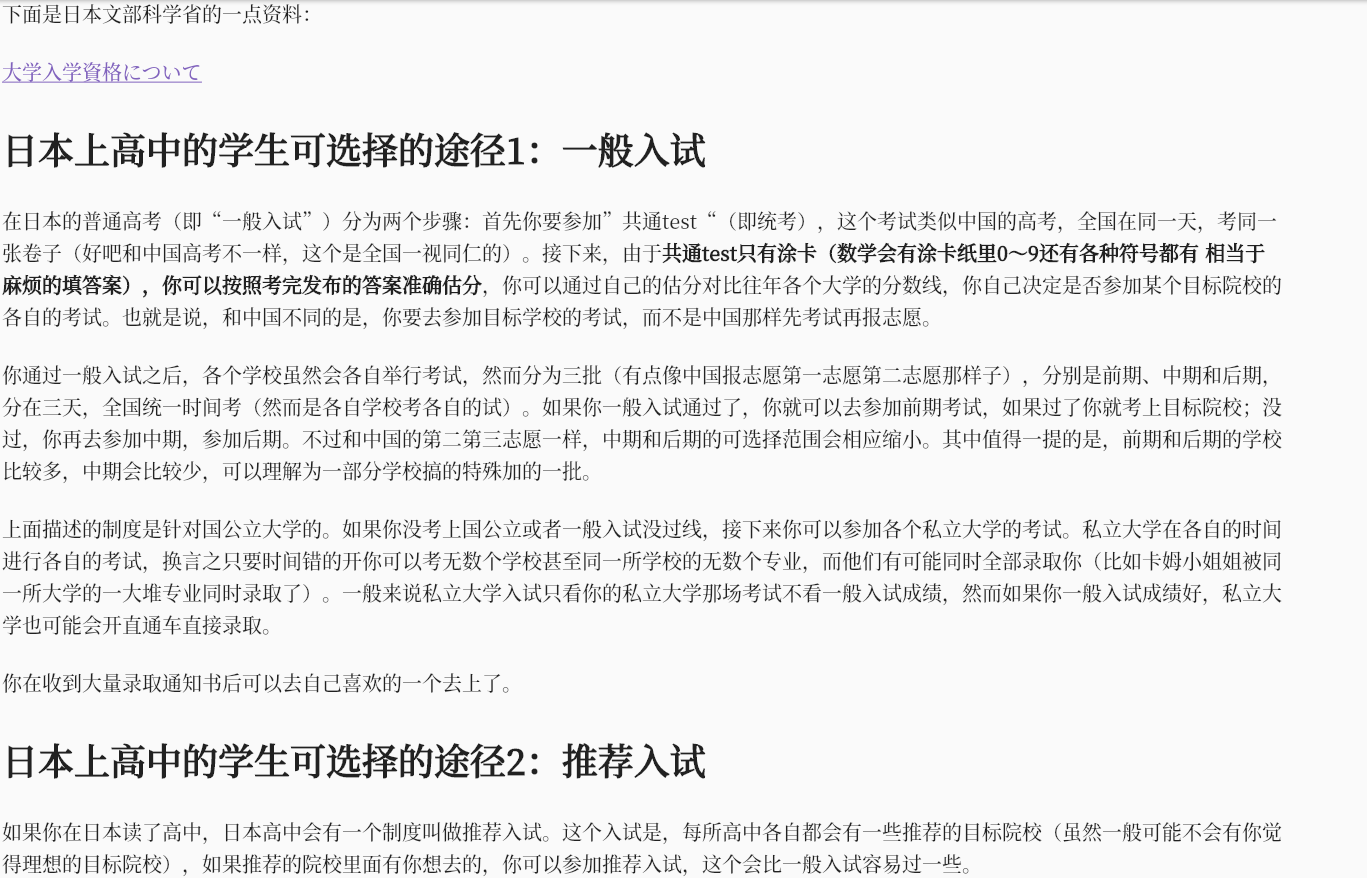 下面是日本文部科学省的一点资料：
大学入学資格について
日本上高中的学生可选择的途径1：一般入试
在日本的普通高考（即“一般入试”）分为两个步骤：首先你要参加”共通test“（即统考），这个考试类似中国的高考，全国在同一天，考同一
张卷子（好吧和中国高考不一样，这个是全国一视同仁的）。接下来，由于共通test只有涂卡（数学会有涂卡纸里0～9还有各种符号都有 相当于
麻烦的填答案），你可以按照考完发布的答案准确估分，你可以通过自己的估分对比往年各个大学的分数线，你自己决定是否参加某个目标院校的
各自的考试。也就是说，和中国不同的是，你要去参加目标学校的考试，而不是中国那样先考试再报志愿。
你通过一般入试之后，各个学校虽然会各自举行考试，然而分为三批（有点像中国报志愿第一志愿第二志愿那样子），分别是前期、中期和后期，
分在三天，全国统一时间考（然而是各自学校考各自的试）。如果你一般入试通过了，你就可以去参加前期考试，如果过了你就考上目标院校；没
过，你再去参加中期，参加后期。不过和中国的第二第三志愿一样，中期和后期的可选择范围会相应缩小。其中值得一提的是，前期和后期的学校
比较多，中期会比较少，可以理解为一部分学校搞的特殊加的一批。
上面描述的制度是针对国公立大学的。如果你没考上国公立或者一般入试没过线，接下来你可以参加各个私立大学的考试。私立大学在各自的时间
进行各自的考试，换言之只要时间错的开你可以考无数个学校甚至同一所学校的无数个专业，而他们有可能同时全部录取你（比如卡姆小姐姐被同
一所大学的一大堆专业同时录取了）。一般来说私立大学入试只看你的私立大学那场考试不看一般入试成绩，然而如果你一般入试成绩好，私立大
学也可能会开直通车直接录取。
你在收到大量录取通知书后可以去自己喜欢的一个去上了。
日本上高中的学生可选择的途径2：推荐入试
如果你在日本读了高中，日本高中会有一个制度叫做推荐入试。这个入试是，每所高中各自都会有一些推荐的目标院校（虽然一般可能不会有你觉
得理想的目标院校），如果推荐的院校里面有你想去的，你可以参加推荐入试，这个会比一般入试容易过一些。